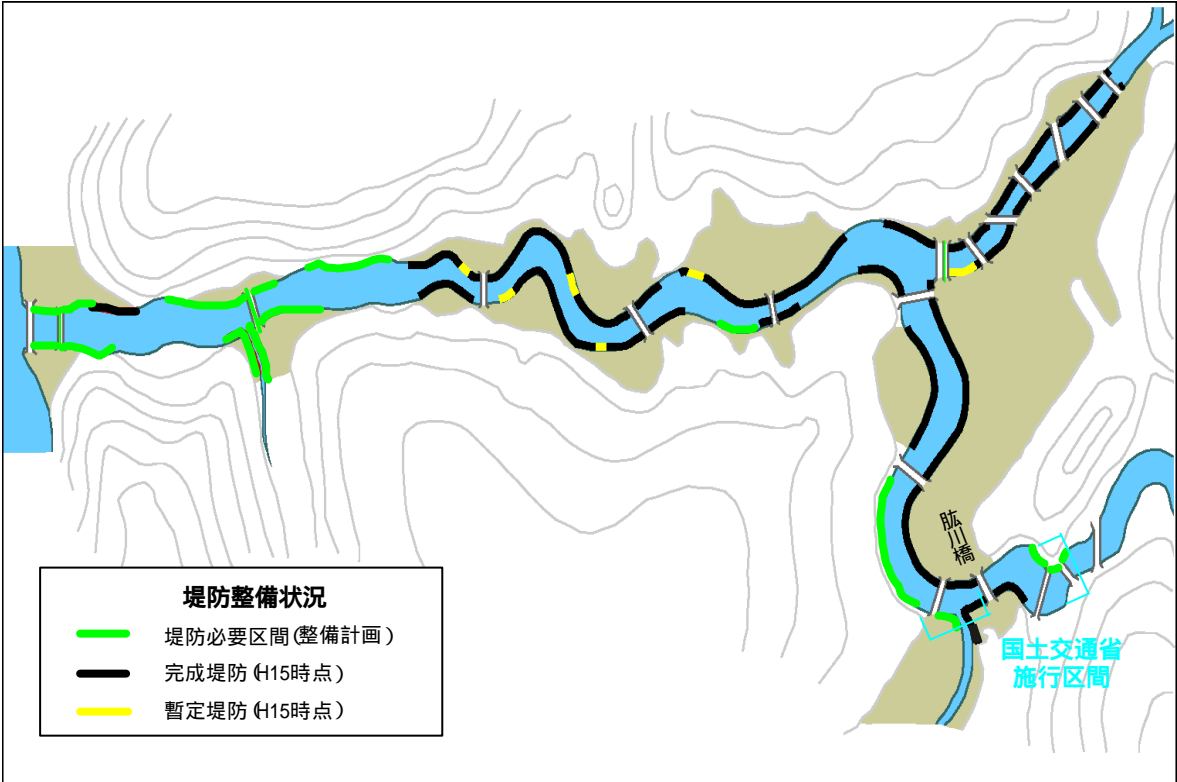 肱川橋
国土交通省
施行区間
堤防整備状況
堤防必要区間(整備計画)
完成堤防(H15時点)
暫定堤防(H15時点)